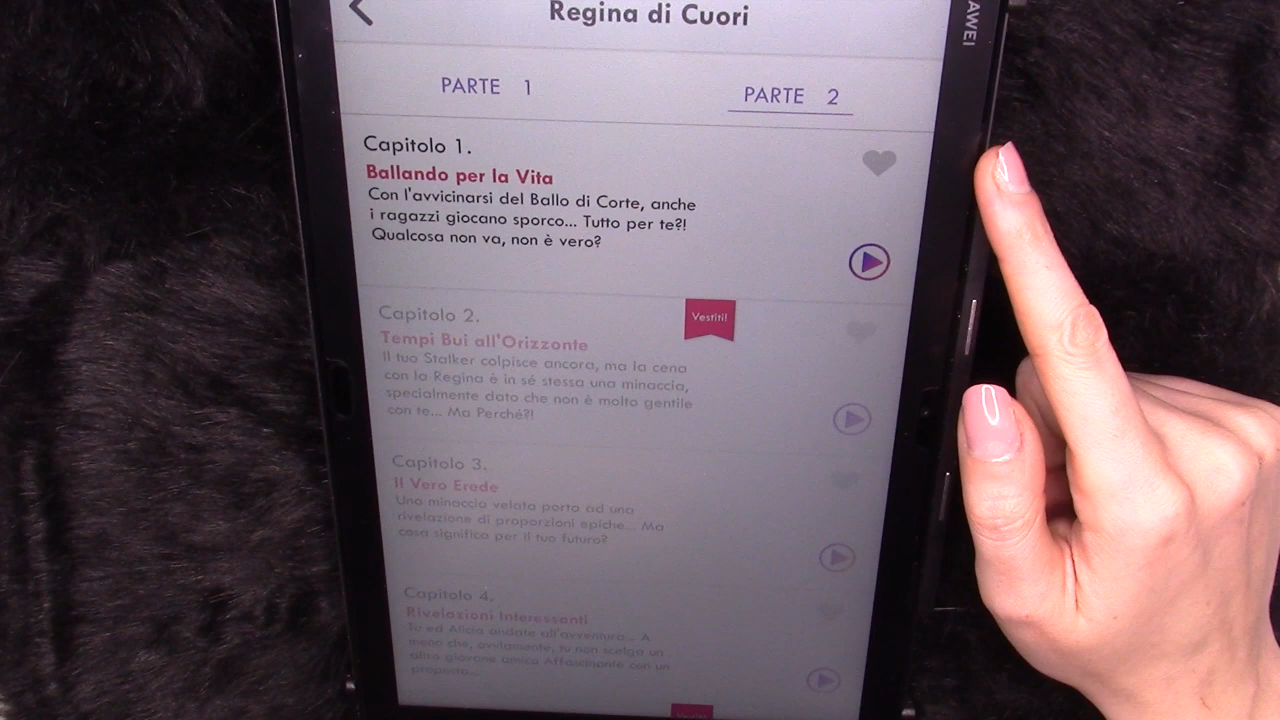 Regina di Cuori
AWEI
PARTE 1
PARTE 2
Capitolo 1.
Ballando per la Vita
Con l'avvicinarsi del Ballo di Corte, anche
i ragazzi giocano sporco... Tutto per te?!
Qualcosa non va, non è vero?
Capitolo 2.
Vestiti!
Tempi Bui all'Orizzonte
Il tuo Stalker colpisce ancora, ma la cena
con la Regina è in sé stessa una minaccia,
specialmente dato che non è molto gentile
con te... Ma Perché?!
Capitolo 3.
Il Vero Erede
Una minaccia velata porta ad una
rivelazione di proporzioni epiche... Ma
cosa significa per il tuo futuro?
Capitolo 4.
Rivelazioni Interessanti
Tu ed Alicia andate all'avventura... A
meno che, ovviamente, tu non scelga un
altro giovane amico Affascinante con un
proposito...
Vestiti!